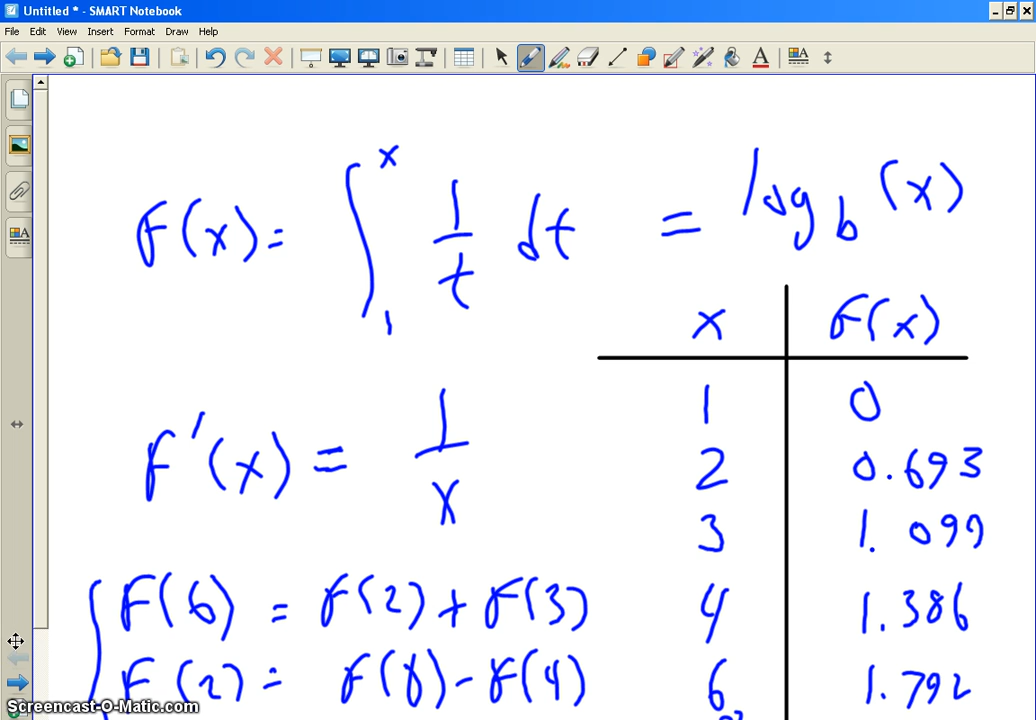 Untitled * - SMART Notebook
File Edit View Insert Format Draw Help
F(x) = ∫₁ˣ 1/t dt = log_b (x)
x F(x)
1 0
2 0.693
3 1.099
4 1.386
6 1.792
F'(x) = 1/x
F(6) = F(2) + F(3)
F(2) = F(8) - F(4)
Screencast-O-Matic.com